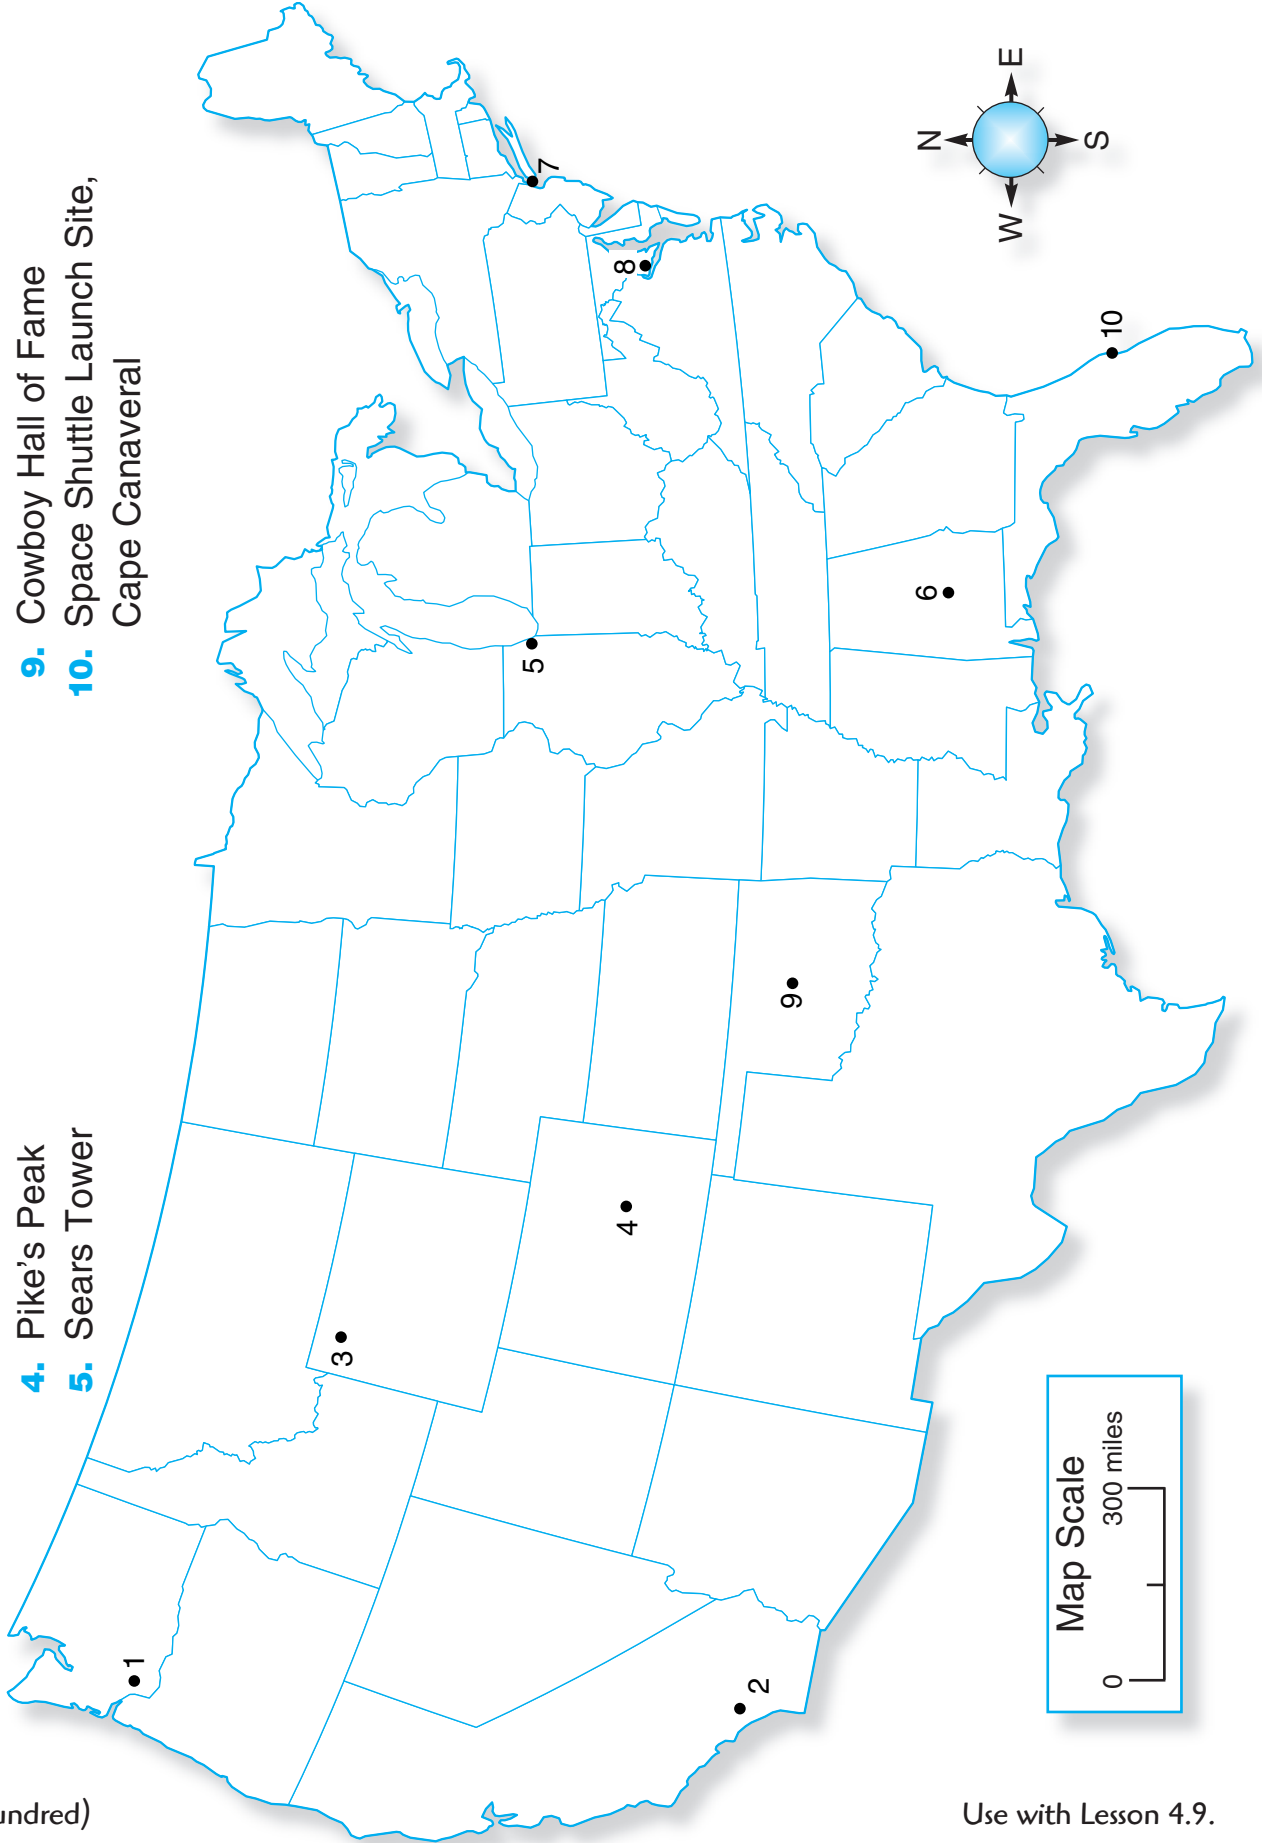 4. Pike’s Peak
5. Sears Tower
9. Cowboy Hall of Fame
10. Space Shuttle Launch Site,
Cape Canaveral
1
2
3
4
5
6
7
8
9
10
N
W E
S
Map Scale
0 300 miles
undred)
Use with Lesson 4.9.